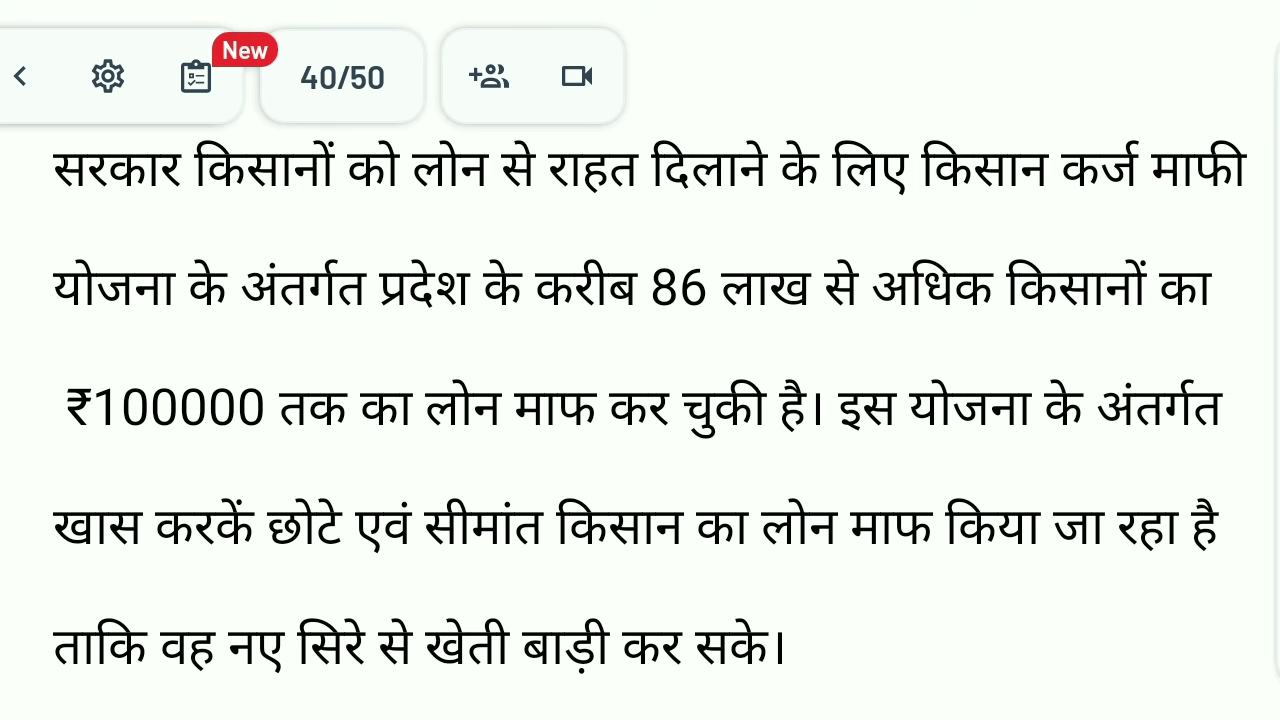 New
40/50
सरकार किसानों को लोन से राहत दिलाने के लिए किसान कर्ज माफी
योजना के अंतर्गत प्रदेश के करीब 86 लाख से अधिक किसानों का
₹100000 तक का लोन माफ कर चुकी है। इस योजना के अंतर्गत
खास करकें छोटे एवं सीमांत किसान का लोन माफ किया जा रहा है
ताकि वह नए सिरे से खेती बाड़ी कर सके।